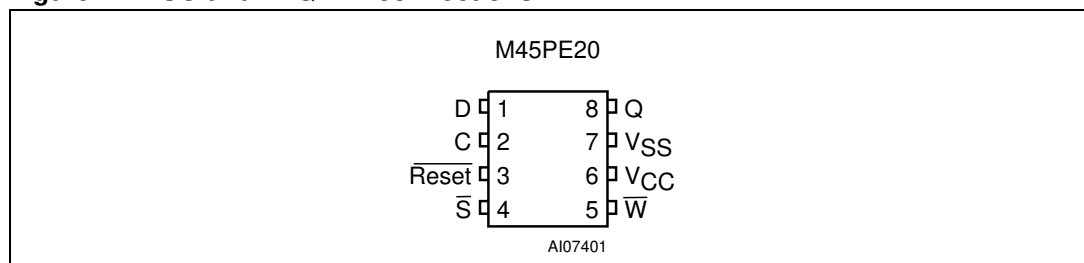 M45PE20
D 1 8 Q
C 2 7 VSS
Reset 3 6 VCC
S 4 5 W
AI07401